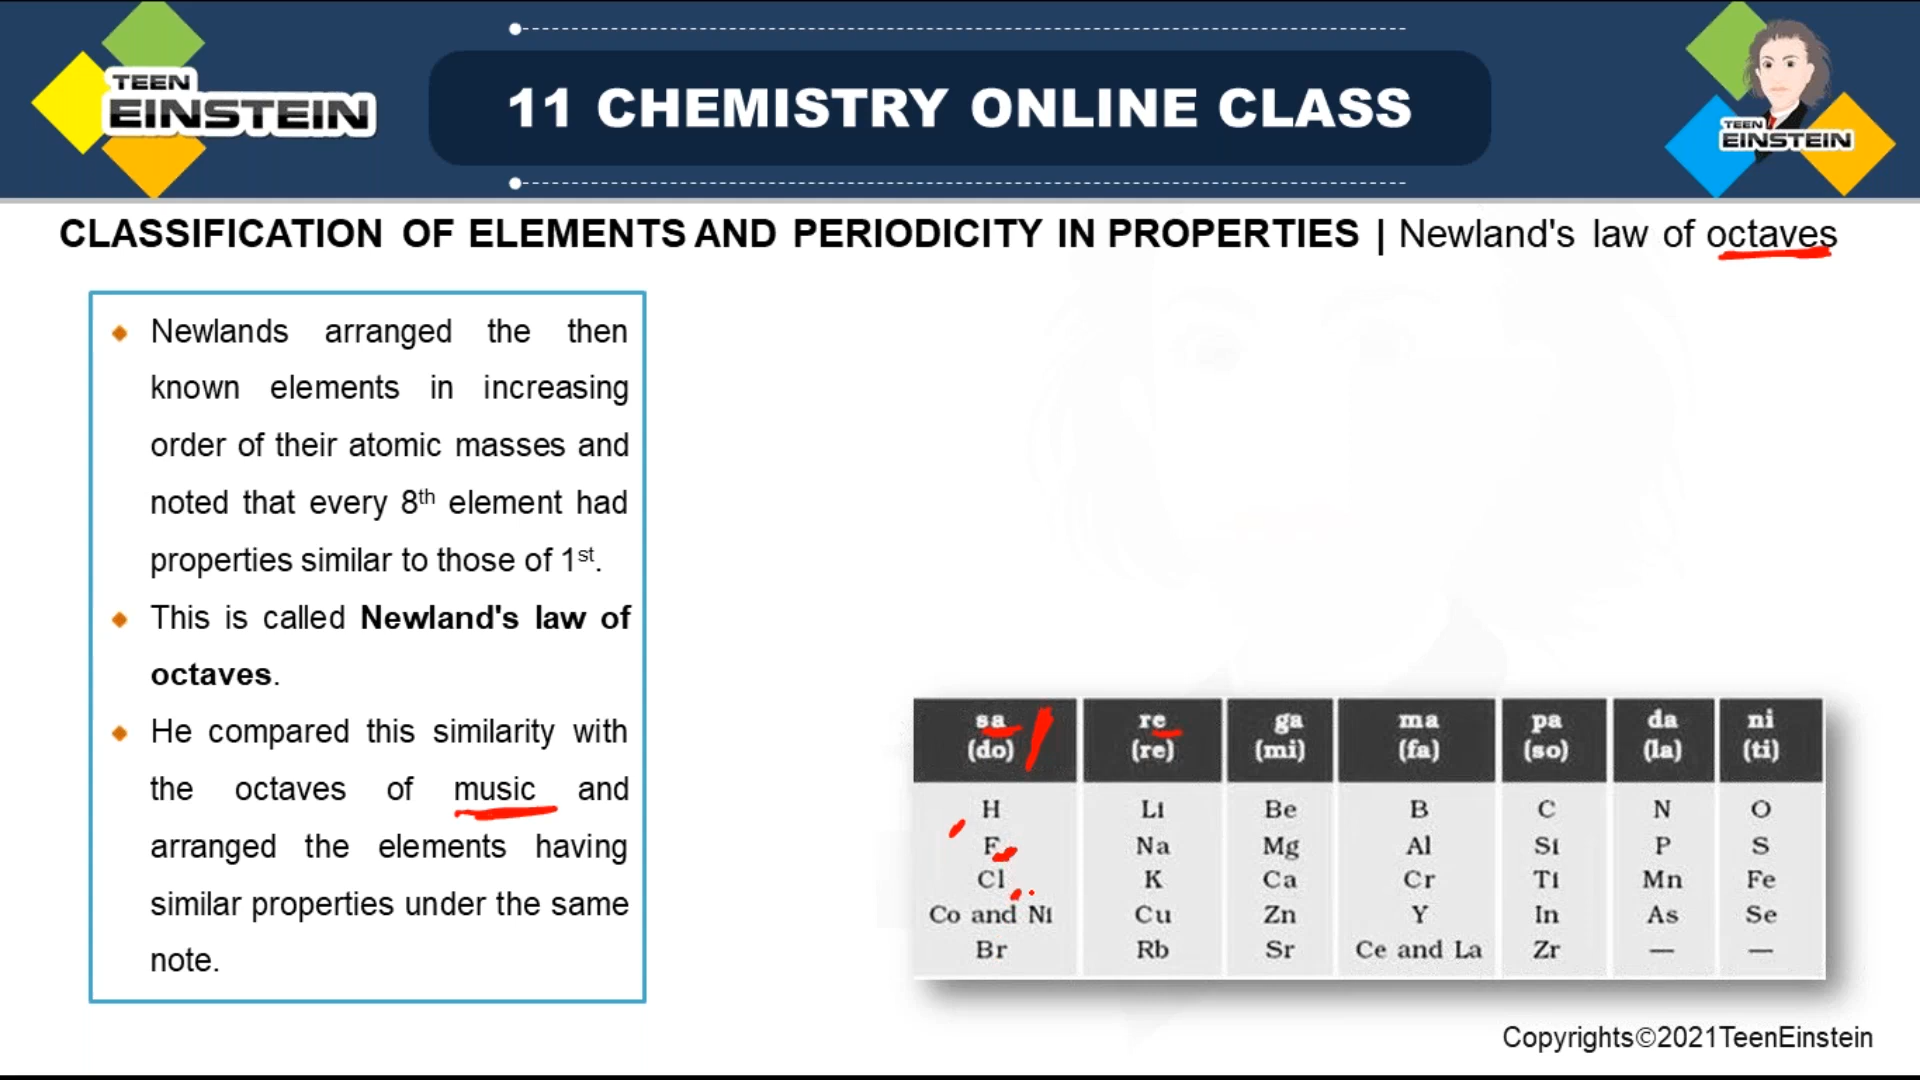 TEEN
EINSTEIN
11 CHEMISTRY ONLINE CLASS
TEEN
EINSTEIN
CLASSIFICATION OF ELEMENTS AND PERIODICITY IN PROPERTIES | Newland's law of octaves
Newlands arranged the then
known elements in increasing
order of their atomic masses and
noted that every 8th element had
properties similar to those of 1st.
This is called Newland's law of
octaves.
He compared this similarity with
the octaves of music and
arranged the elements having
similar properties under the same
note.
sa re ga ma pa da ni
(do) (re) (mi) (fa) (so) (la) (ti)
H Li Be B C N O
F Na Mg Al Si P S
Cl K Ca Cr Ti Mn Fe
Co and Ni Cu Zn Y In As Se
Br Rb Sr Ce and La Zr — —
Copyrights©2021TeenEinstein